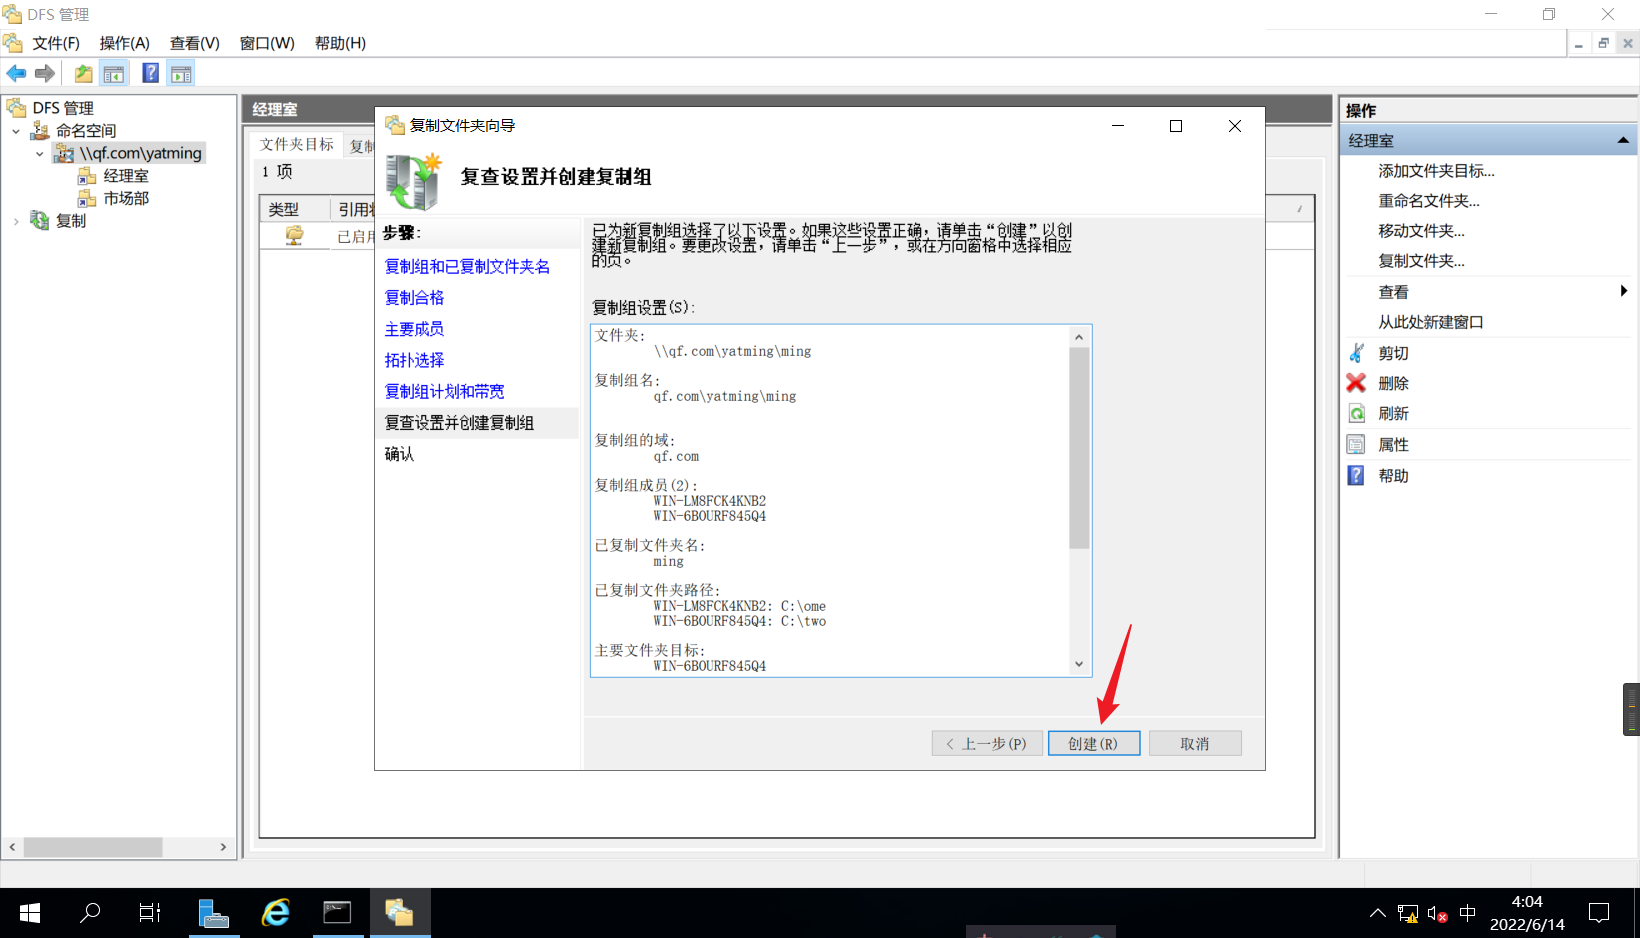 DFS 管理
文件(F) 操作(A) 查看(V) 窗口(W) 帮助(H)
DFS 管理
命名空间
\\qf.com\yatming
经理室
市场部
复制
经理室
文件夹目标
1 项
类型
复制文件夹向导
复查设置并创建复制组
步骤:
复制组和已复制文件夹名
复制合格
主要成员
拓扑选择
复制组计划和带宽
复查设置并创建复制组
确认
已为新复制组选择了以下设置。如果这些设置正确，请单击“创建”以创
建新复制组。要更改设置，请单击“上一步”，或在方向窗格中选择相应
的页。
复制组设置(S):
文件夹:
\\qf.com\yatming\ming
复制组名:
qf.com\yatming\ming
复制组的域:
qf.com
复制组成员(2):
WIN-LM8FCK4KNB2
WIN-6BOURF845Q4
已复制文件夹名:
ming
已复制文件夹路径:
WIN-LM8FCK4KNB2: C:\ome
WIN-6BOURF845Q4: C:\two
主要文件夹目标:
WIN-6BOURF845Q4
< 上一步(P) 创建(R) 取消
操作
经理室
添加文件夹目标...
重命名文件夹...
移动文件夹...
复制文件夹...
查看
从此处新建窗口
剪切
删除
刷新
属性
帮助
中
4:04
2022/6/14